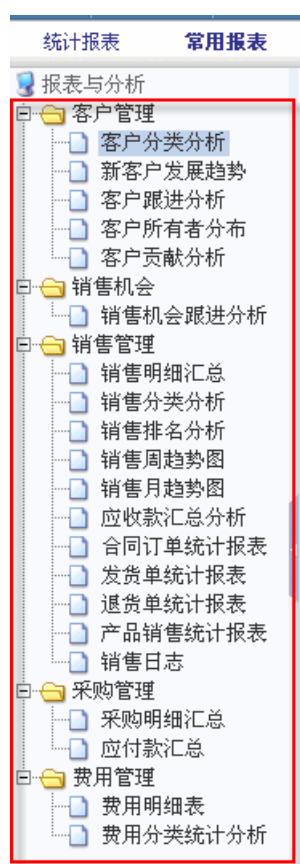 统计报表 常用报表
报表与分析
客户管理
客户分类分析
新客户发展趋势
客户跟进分析
客户所有者分布
客户贡献分析
销售机会
销售机会跟进分析
销售管理
销售明细汇总
销售分类分析
销售排名分析
销售周趋势图
销售月趋势图
应收款汇总分析
合同订单统计报表
发货单统计报表
退货单统计报表
产品销售统计报表
销售日志
采购管理
采购明细汇总
应付款汇总
费用管理
费用明细表
费用分类统计分析